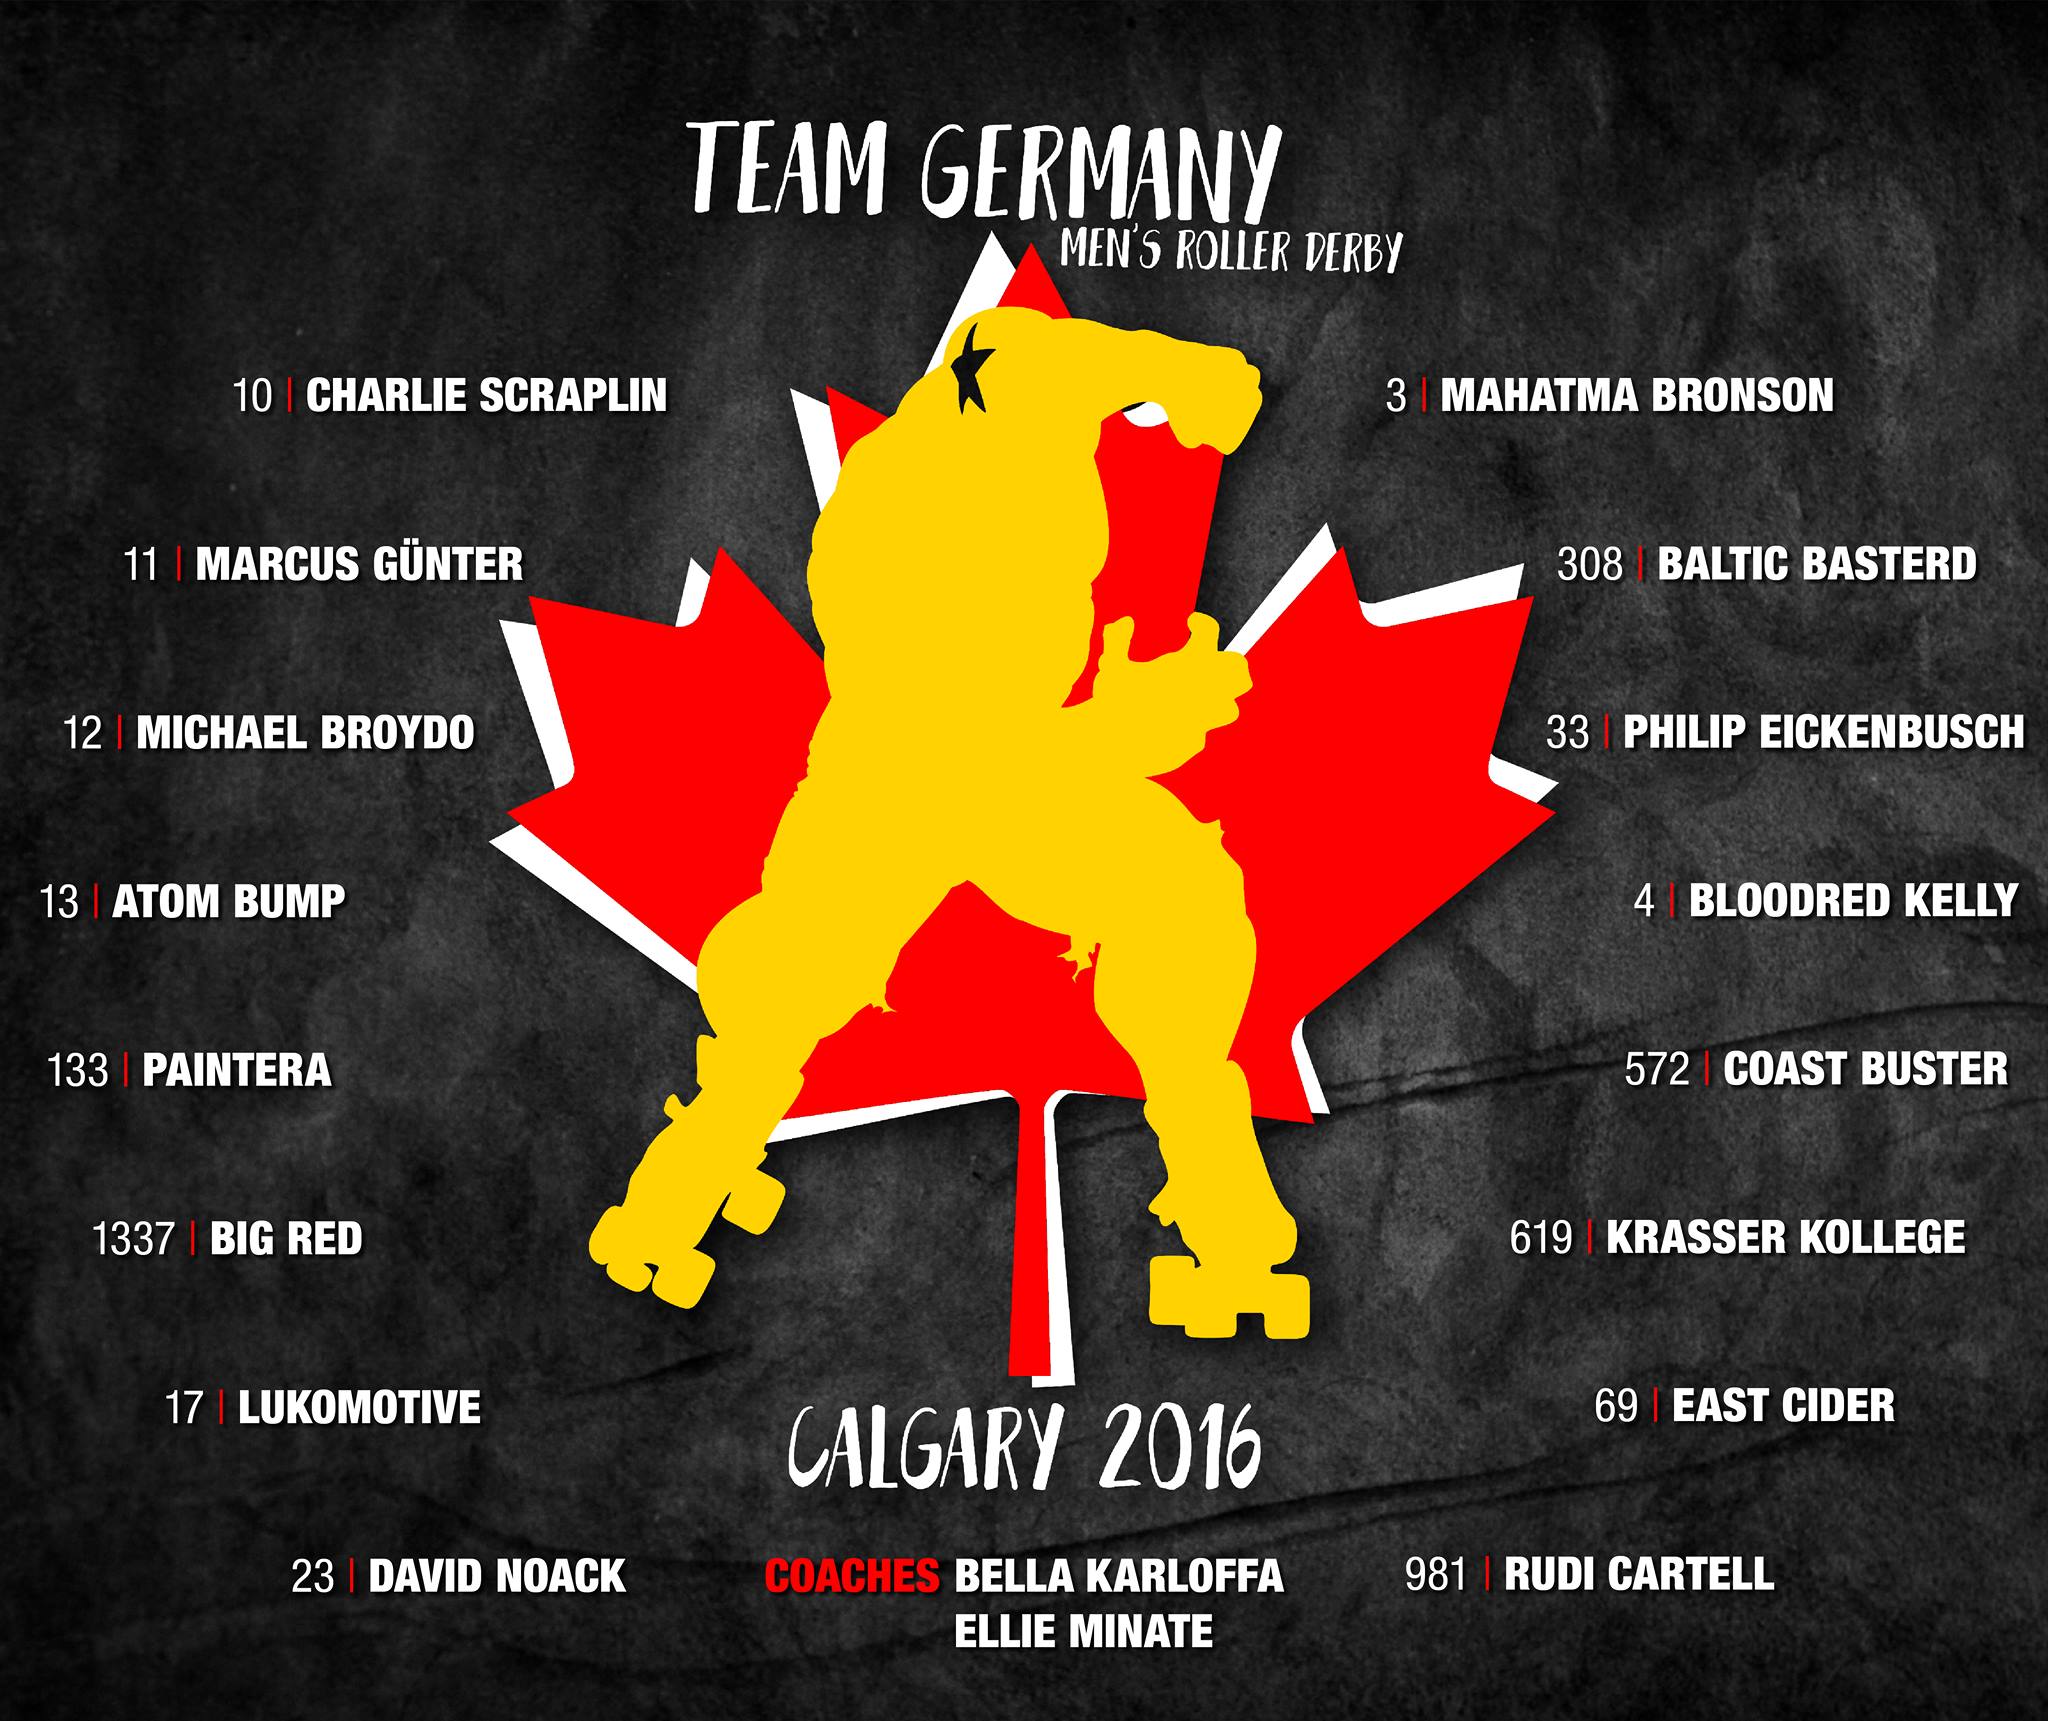 TEAM GERMANY
MEN'S ROLLER DERBY
10 | CHARLIE SCRAPLIN
11 | MARCUS GÜNTER
12 | MICHAEL BROYDO
13 | ATOM BUMP
133 | PAINTERA
1337 | BIG RED
17 | LUKOMOTIVE
23 | DAVID NOACK
3 | MAHATMA BRONSON
308 | BALTIC BASTERD
33 | PHILIP EICKENBUSCH
4 | BLOODRED KELLY
572 | COAST BUSTER
619 | KRASSER KOLLEGE
69 | EAST CIDER
981 | RUDI CARTELL
CALGARY 2016
COACHES BELLA KARLOFFA
ELLIE MINATE